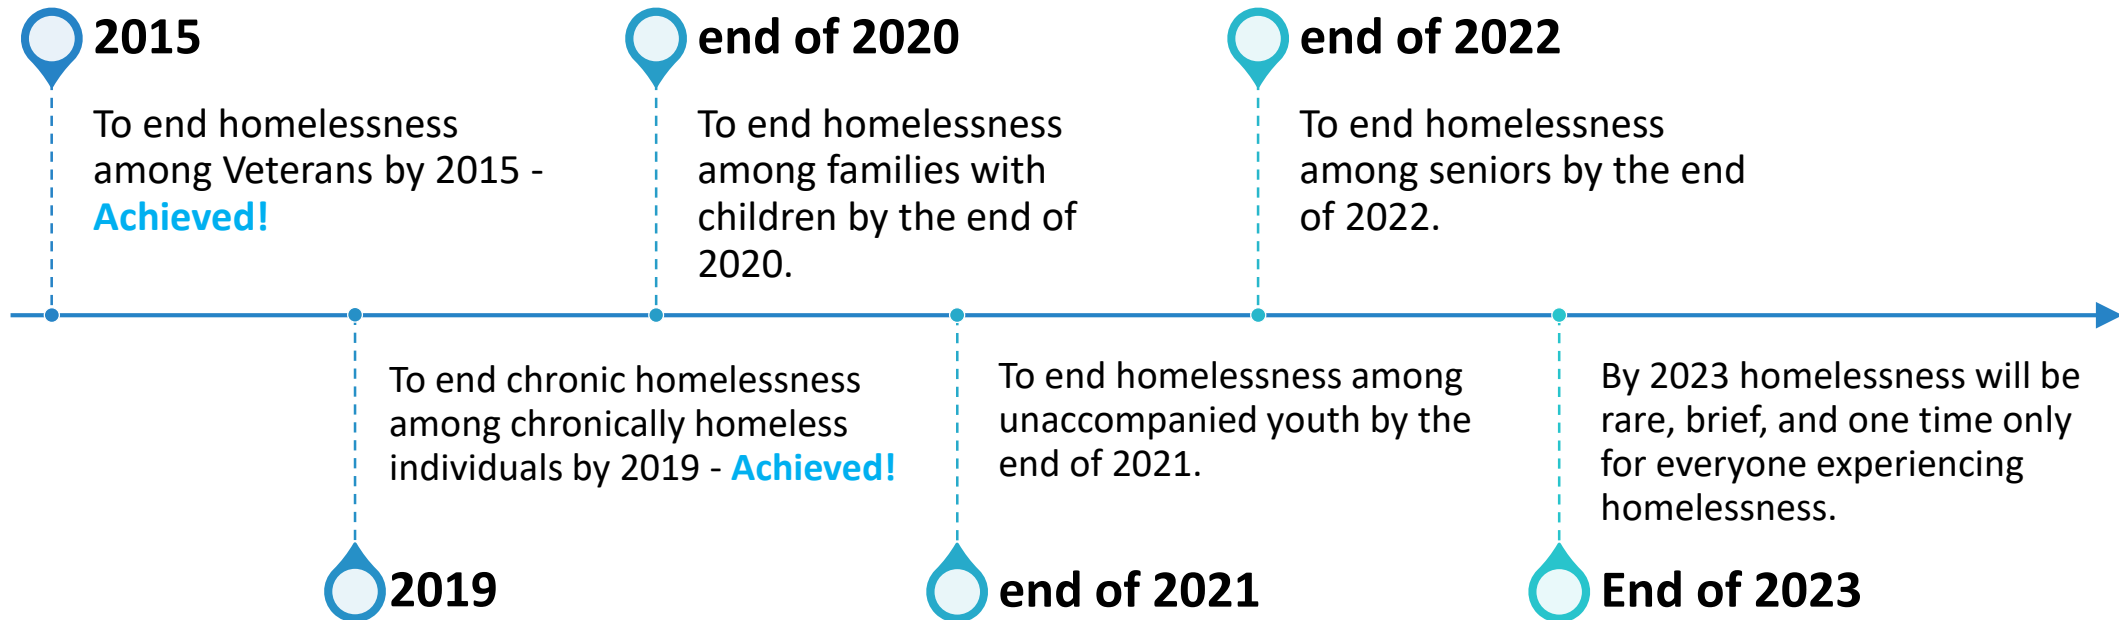 2015
To end homelessness
among Veterans by 2015 -
Achieved!
To end chronic homelessness
among chronically homeless
individuals by 2019 - Achieved!
2019
end of 2020
To end homelessness
among families with
children by the end of
2020.
To end homelessness among
unaccompanied youth by the
end of 2021.
end of 2021
end of 2022
To end homelessness
among seniors by the end
of 2022.
By 2023 homelessness will be
rare, brief, and one time only
for everyone experiencing
homelessness.
End of 2023